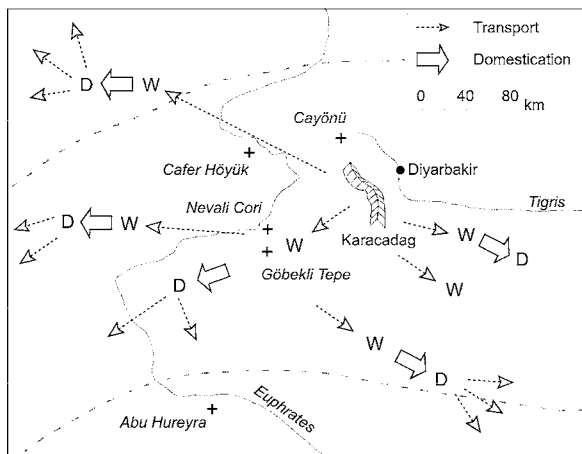 Transport
Domestication
0 40 80 km
D W
Cayönü
Cafer Höyük
Diyarbakir
Tigris
Nevali Cori
D W
W
Karacadag
W
D
Göbekli Tepe
D
W
W
D
Euphrates
Abu Hureyra